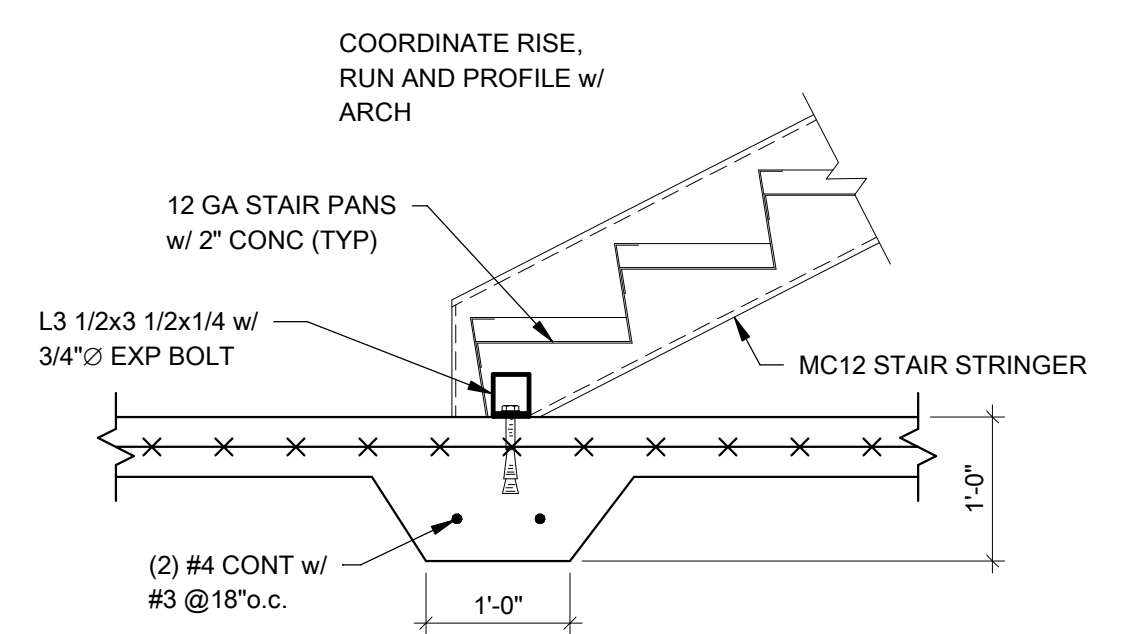 COORDINATE RISE,
RUN AND PROFILE w/
ARCH
12 GA STAIR PANS
w/ 2" CONC (TYP)
L3 1/2x3 1/2x1/4 w/
3/4"∅ EXP BOLT
MC12 STAIR STRINGER
1'-0"
(2) #4 CONT w/
#3 @18"o.c.
1'-0"